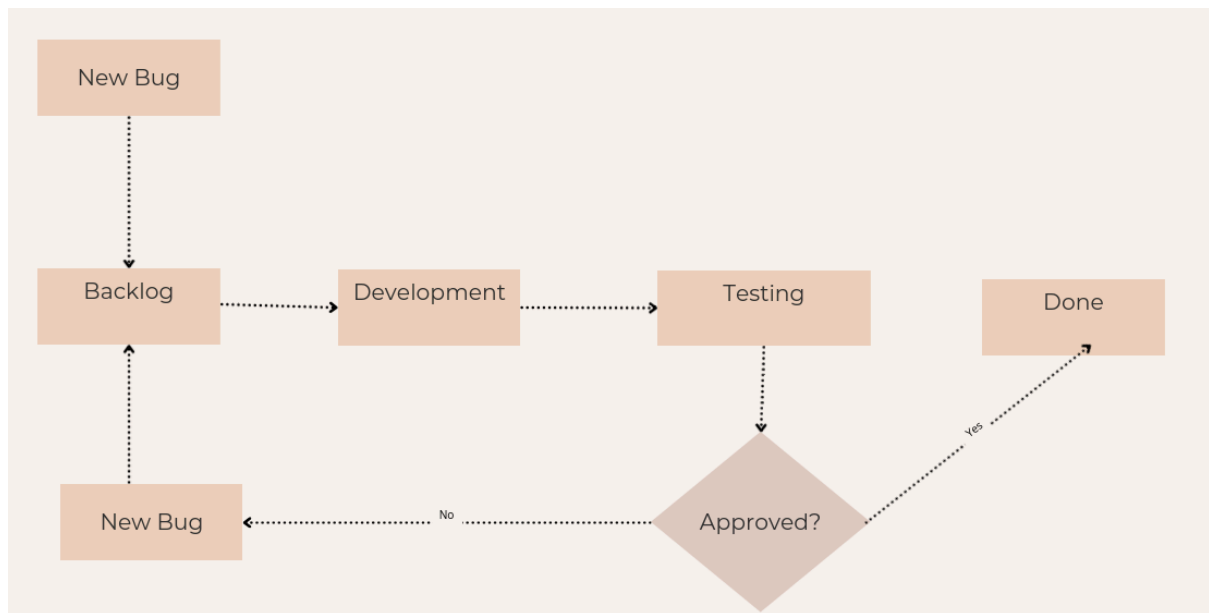 New Bug
Backlog
Development
Testing
Done
Yes
New Bug
No
Approved?